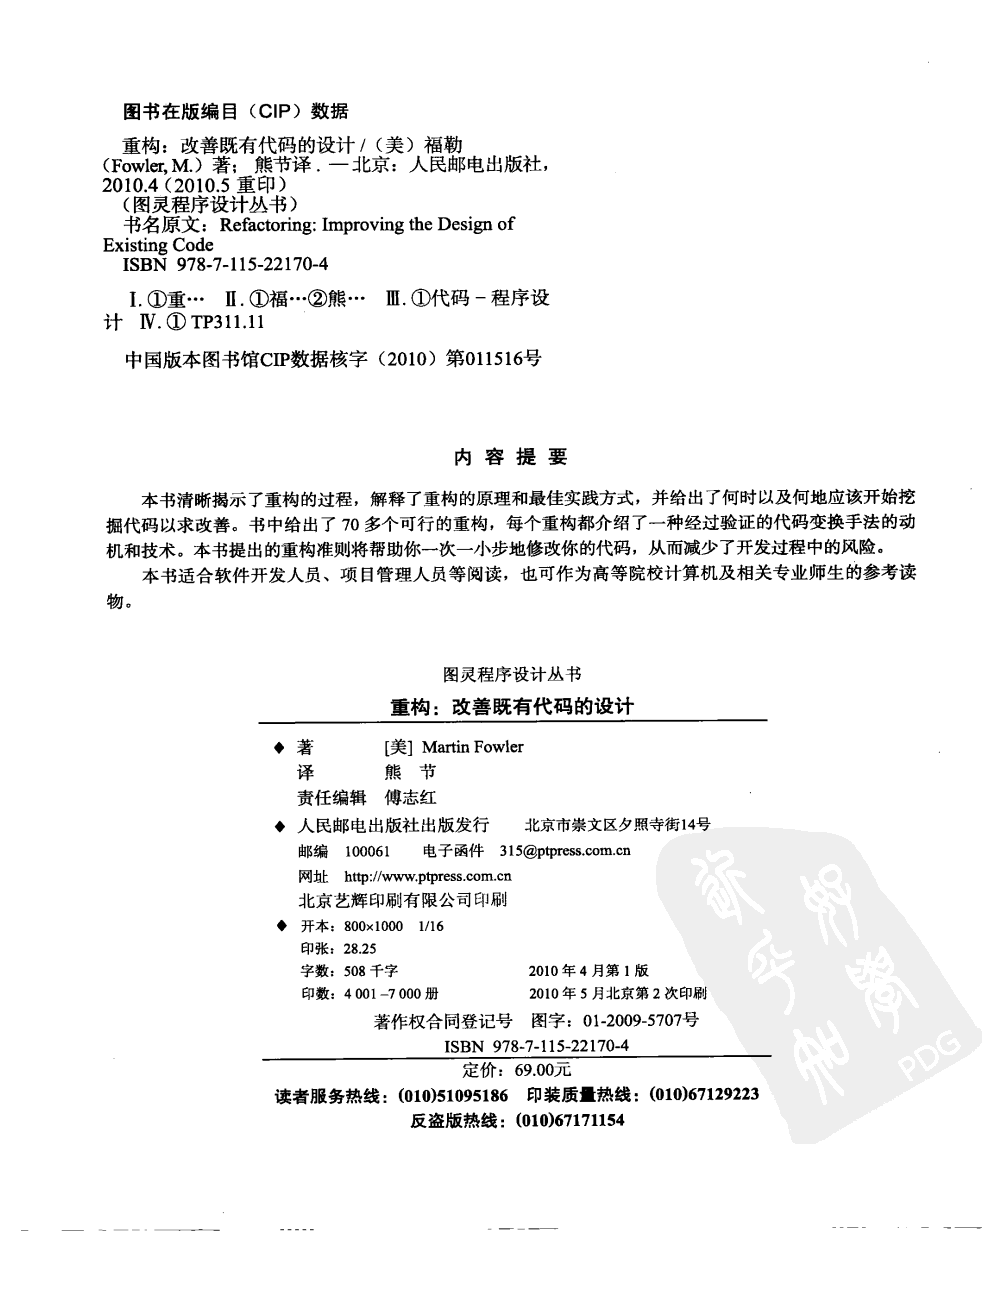 图书在版编目（CIP）数据
重构：改善既有代码的设计 /（美）福勒
（Fowler, M.）著； 熊节译．—北京：人民邮电出版社，
2010.4（2010.5 重印）
（图灵程序设计丛书）
书名原文：Refactoring: Improving the Design of
Existing Code
ISBN 978-7-115-22170-4
Ⅰ.①重… Ⅱ.①福…②熊… Ⅲ.①代码－程序设
计 Ⅳ.① TP311.11
中国版本图书馆CIP数据核字（2010）第011516号
内 容 提 要
本书清晰揭示了重构的过程，解释了重构的原理和最佳实践方式，并给出了何时以及何地应该开始挖
掘代码以求改善。书中给出了 70 多个可行的重构，每个重构都介绍了一种经过验证的代码变换手法的动
机和技术。本书提出的重构准则将帮助你一次一小步地修改你的代码，从而减少了开发过程中的风险。
本书适合软件开发人员、项目管理人员等阅读，也可作为高等院校计算机及相关专业师生的参考读
物。
图灵程序设计丛书
重构：改善既有代码的设计
◆ 著 [美] Martin Fowler
译 熊 节
责任编辑 傅志红
◆ 人民邮电出版社出版发行 北京市崇文区夕照寺街14号
邮编 100061 电子函件 315@ptpress.com.cn
网址 http://www.ptpress.com.cn
北京艺辉印刷有限公司印刷
◆ 开本：800×1000 1/16
印张：28.25
字数：508 千字 2010 年 4 月第 1 版
印数：4 001–7 000 册 2010 年 5 月北京第 2 次印刷
著作权合同登记号 图字：01-2009-5707号
ISBN 978-7-115-22170-4
定价：69.00元
读者服务热线：(010)51095186 印装质量热线：(010)67129223
反盗版热线：(010)67171154
PDG